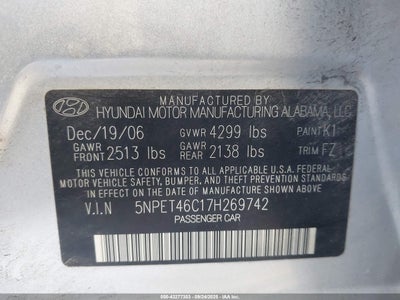 MANUFACTURED BY
HYUNDAI MOTOR MANUFACTURING ALABAMA, LLC
Dec/19/06 GVWR 4299 lbs PAINT K1
GAWR FRONT 2513 lbs GAWR REAR 2138 lbs TRIM FZ
THIS VEHICLE CONFORMS TO ALL APPLICABLE FEDERAL
MOTOR VEHICLE SAFETY, BUMPER, AND THEFT PREVENTION
STANDARDS IN EFFECT ON THE DATE OF MANUFACTURE SHOWN ABOVE.
V.I.N 5NPET46C17H269742
PASSENGER CAR